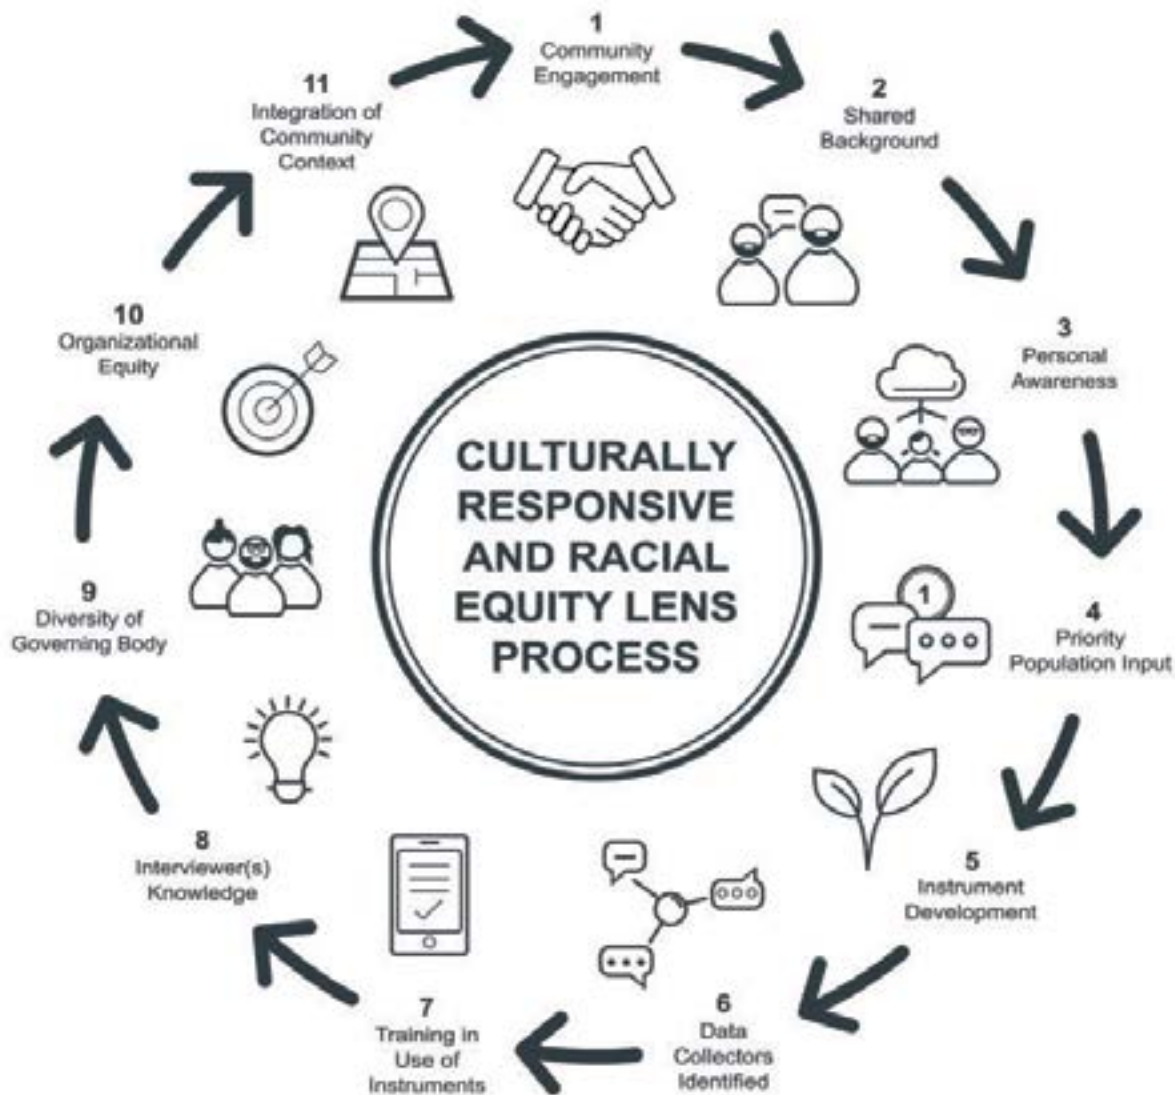 1
Community
Engagement
2
Shared
Background
3
Personal
Awareness
4
Priority
Population Input
5
Instrument
Development
6
Data
Collectors
Identified
7
Training in
Use of
Instruments
8
Interviewer(s)
Knowledge
9
Diversity of
Governing Body
10
Organizational
Equity
11
Integration of
Community
Context
CULTURALLY
RESPONSIVE
AND RACIAL
EQUITY LENS
PROCESS
1